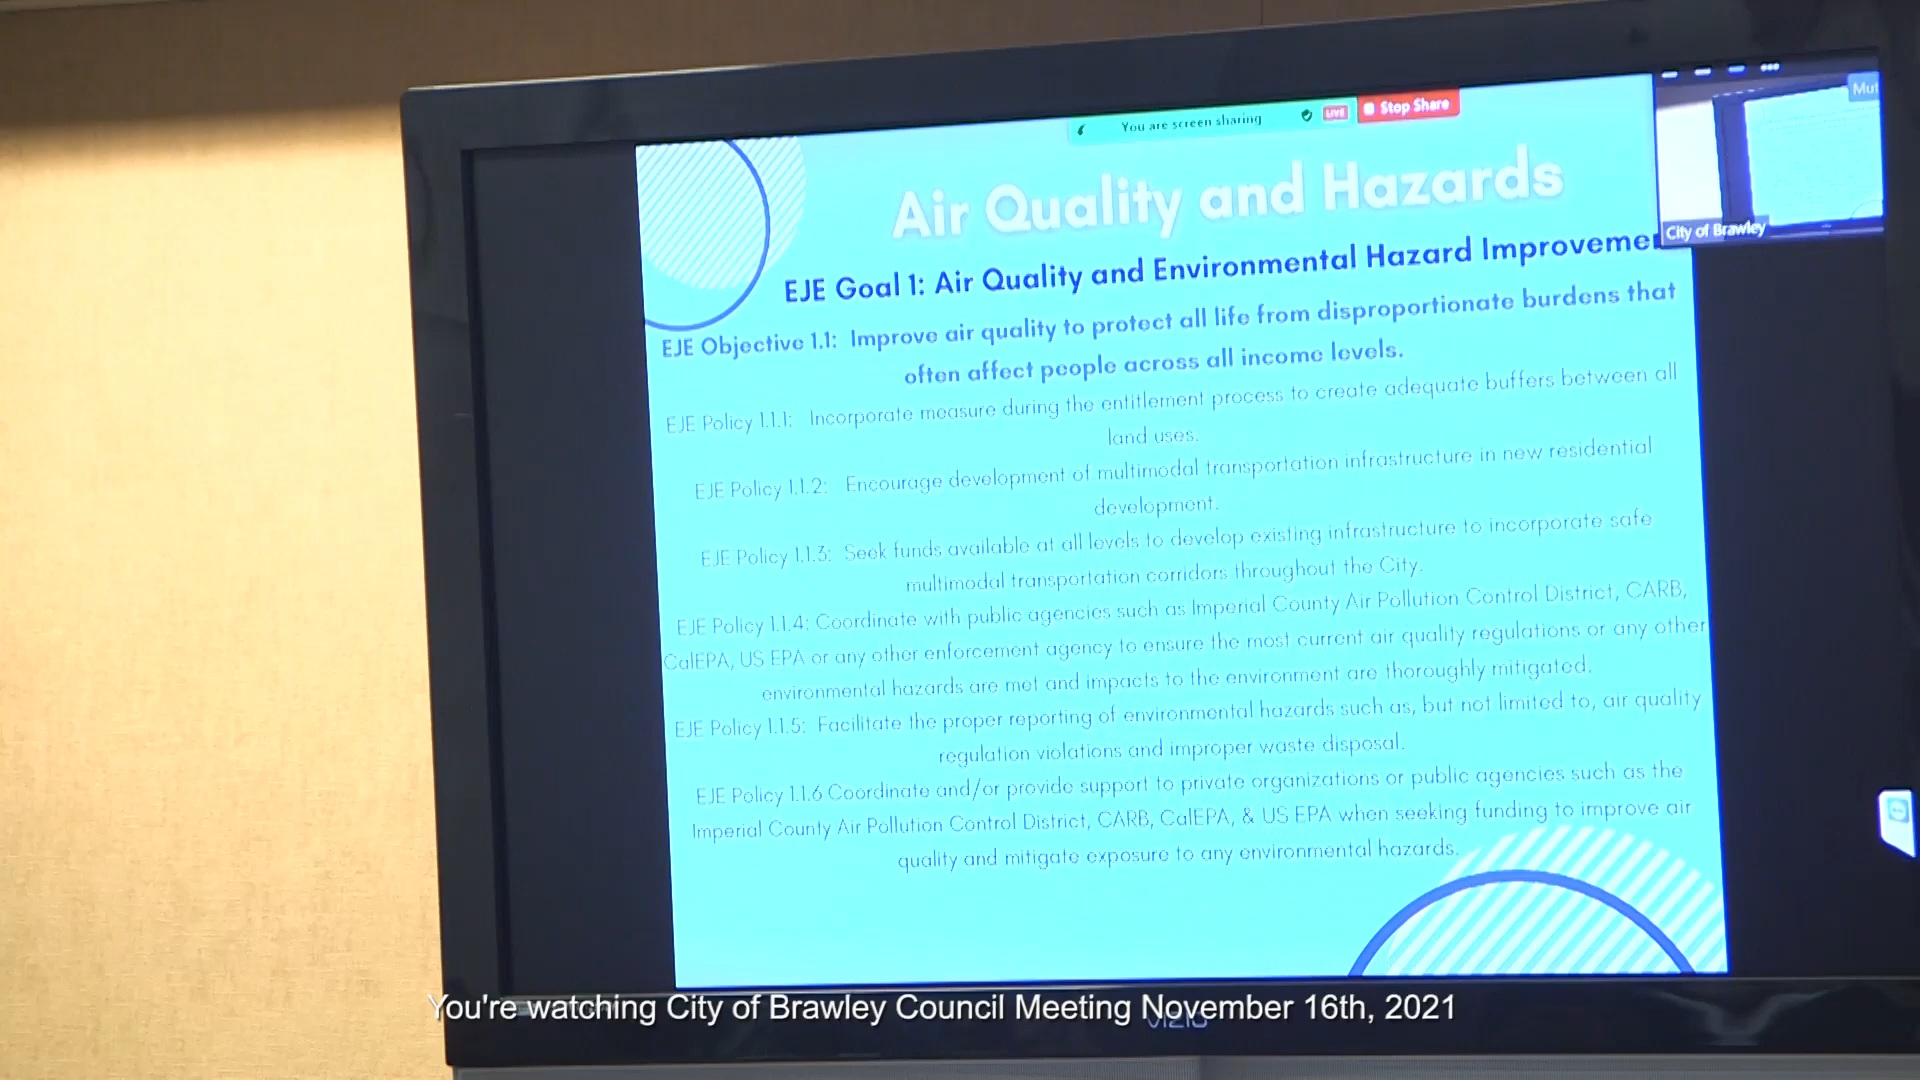 You are screen sharing LIVE Stop Share
Mut
Air Quality and Hazards
City of Brawley
EJE Goal 1: Air Quality and Environmental Hazard Improvemen
EJE Objective 1.1: Improve air quality to protect all life from disproportionate burdens that
often affect people across all income levels.
EJE Policy 1.1.1: Incorporate measure during the entitlement process to create adequate buffers between all
land uses.
EJE Policy 1.1.2: Encourage development of multimodal transportation infrastructure in new residential
development.
EJE Policy 1.1.3: Seek funds available at all levels to develop existing infrastructure to incorporate safe
multimodal transportation corridors throughout the City.
EJE Policy 1.1.4: Coordinate with public agencies such as Imperial County Air Pollution Control District, CARB,
CalEPA, US EPA or any other enforcement agency to ensure the most current air quality regulations or any other
environmental hazards are met and impacts to the environment are thoroughly mitigated.
EJE Policy 1.1.5: Facilitate the proper reporting of environmental hazards such as, but not limited to, air quality
regulation violations and improper waste disposal.
EJE Policy 1.1.6 Coordinate and/or provide support to private organizations or public agencies such as the
Imperial County Air Pollution Control District, CARB, CalEPA, & US EPA when seeking funding to improve air
quality and mitigate exposure to any environmental hazards.
You're watching City of Brawley Council Meeting November 16th, 2021
VIZIO